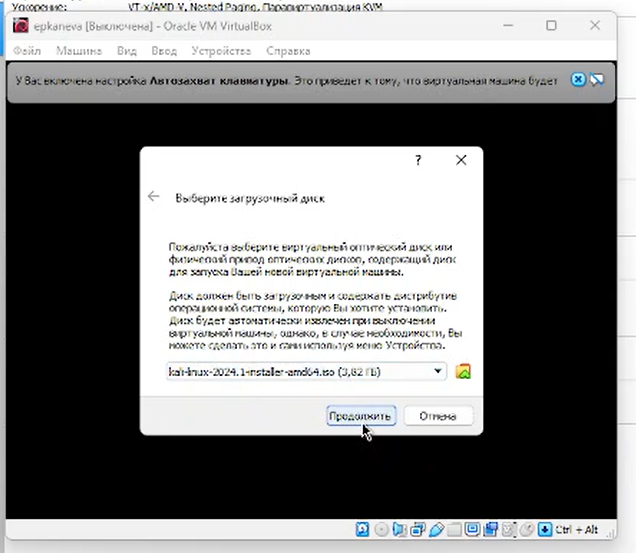 Ускорение: VT-x/AMD-V, Nested Paging, Паравиртуализация KVM
epkaneva [Выключена] - Oracle VM VirtualBox
Файл Машина Вид Ввод Устройства Справка
У Вас включена настройка Автозахват клавиатуры. Это приведет к тому, что виртуальная машина будет
?
Выберите загрузочный диск
Пожалуйста выберите виртуальный оптический диск или
физический привод оптических дисков, содержащий диск
для запуска Вашей новой виртуальной машины.
Диск должен быть загрузочным и содержать дистрибутив
операционной системы, которую Вы хотите установить.
Диск будет автоматически извлечен при выключении
виртуальной машины, однако, в случае необходимости, Вы
можете сделать это и сами используя меню Устройства.
kali-linux-2024.1-installer-amd64.iso (3,82 ГБ)
Продолжить Отмена
Ctrl + Alt